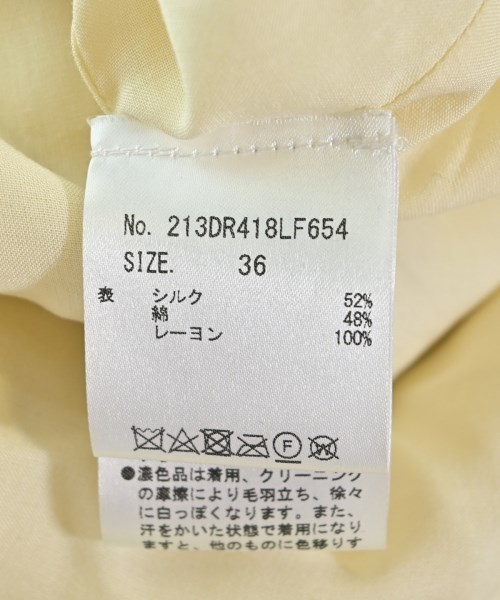 No. 213DR418LF654
SIZE. 36
表 シルク 52%
綿 48%
レーヨン 100%
F
W
●濃色品は着用、クリーニング
の摩擦により毛羽立ち、徐々
に白っぽくなります。また、
汗をかいた状態で着用になり
ますと、他のものに色移りす